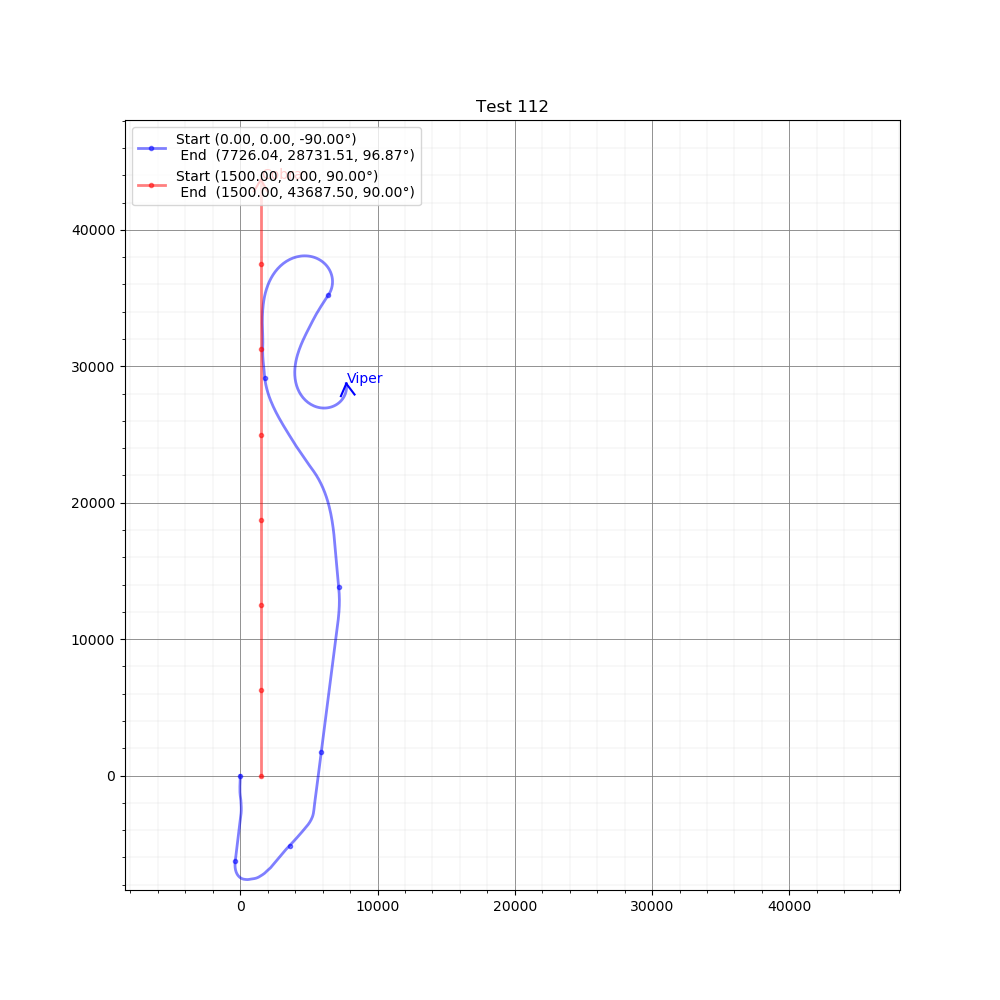 Test 112
Start (0.00, 0.00, -90.00°)
End (7726.04, 28731.51, 96.87°)
Start (1500.00, 0.00, 90.00°)
End (1500.00, 43687.50, 90.00°)
40000
30000
Viper
20000
10000
0
0
10000
20000
30000
40000